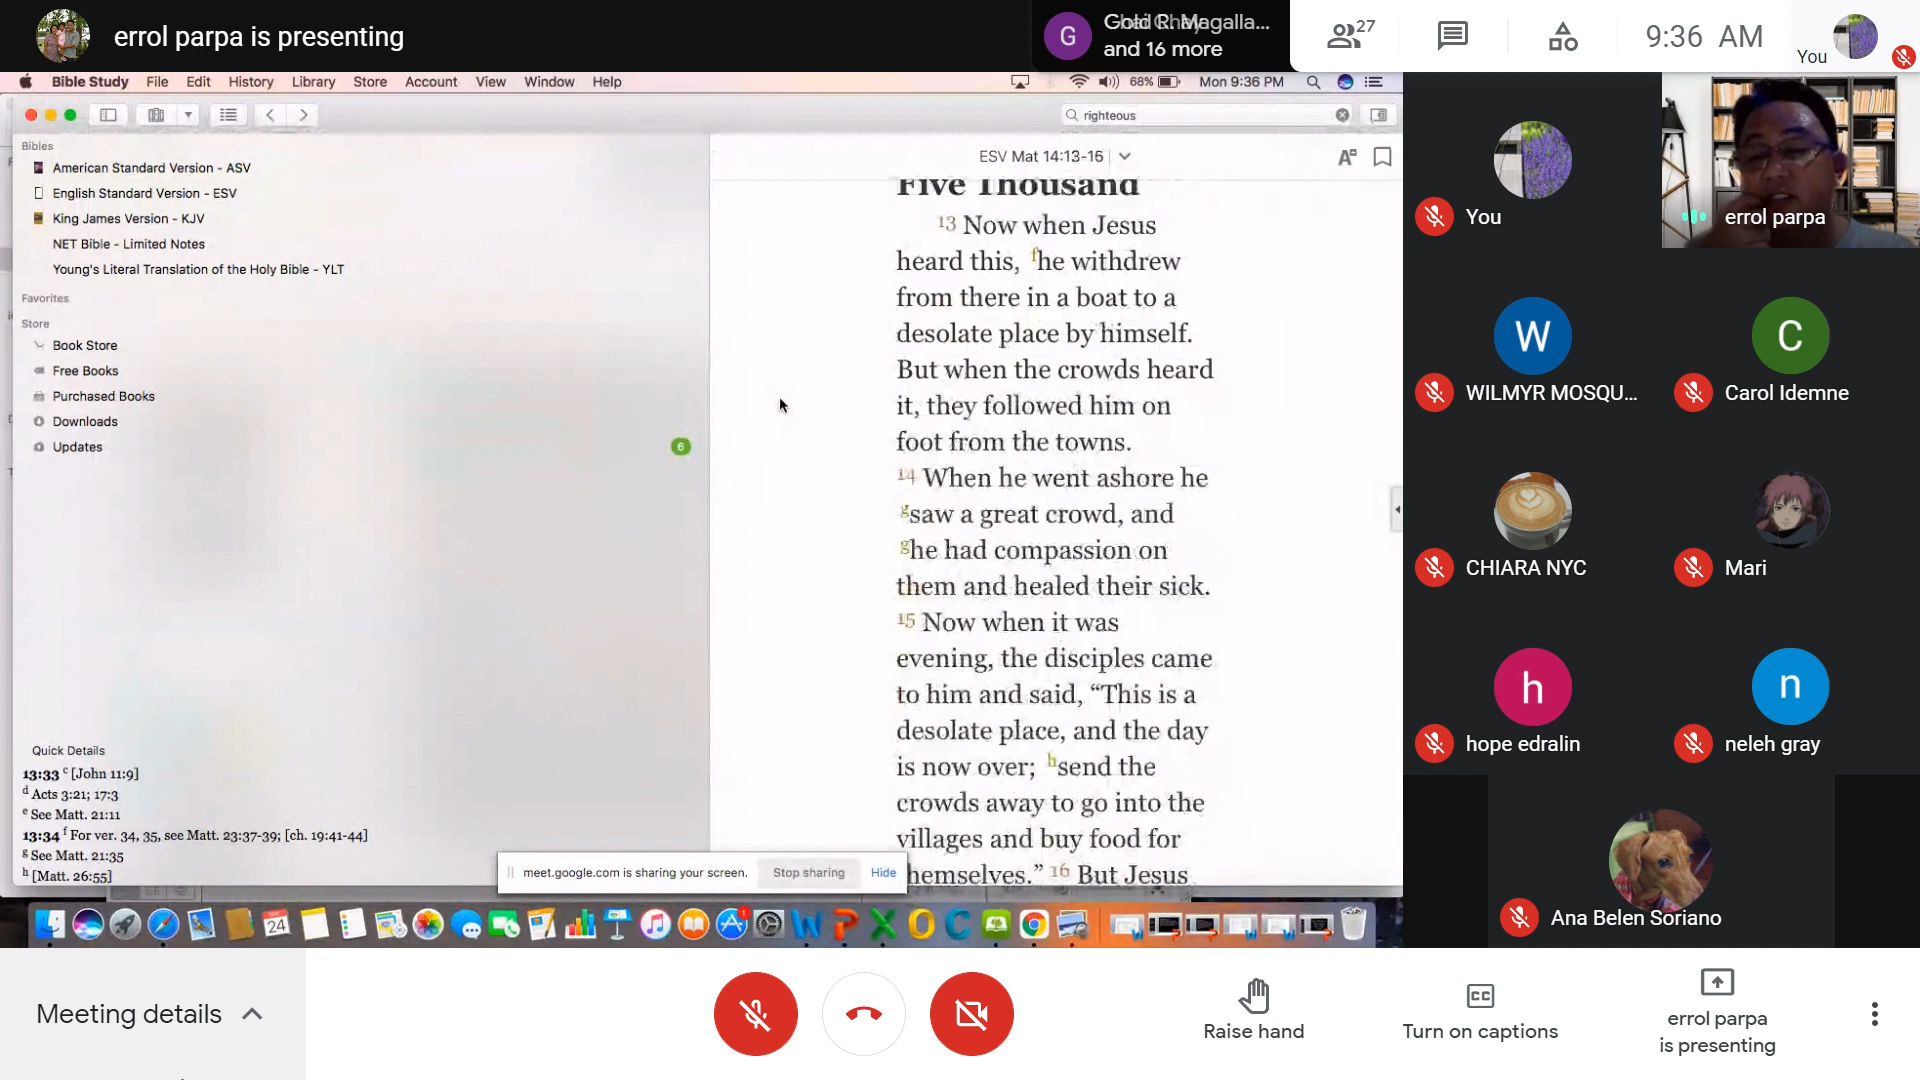 errol parpa is presenting
G
and 16 more
27
9:36 AM
You
Bible Study File Edit History Library Store Account View Window Help
68% Mon 9:36 PM
righteous
Bibles
American Standard Version - ASV
English Standard Version - ESV
King James Version - KJV
NET Bible - Limited Notes
Young's Literal Translation of the Holy Bible - YLT
Favorites
Store
Book Store
Free Books
Purchased Books
Downloads
Updates
6
Quick Details
13:33 c [John 11:9]
d Acts 3:21; 17:3
e See Matt. 21:11
13:34 f For ver. 34, 35, see Matt. 23:37-39; [ch. 19:41-44]
g See Matt. 21:35
h [Matt. 26:55]
ESV Mat 14:13-16
Five Thousand
13 Now when Jesus
heard this, f he withdrew
from there in a boat to a
desolate place by himself.
But when the crowds heard
it, they followed him on
foot from the towns.
14 When he went ashore he
g saw a great crowd, and
g he had compassion on
them and healed their sick.
15 Now when it was
evening, the disciples came
to him and said, “This is a
desolate place, and the day
is now over; h send the
crowds away to go into the
villages and buy food for
hemselves.” 16 But Jesus
meet.google.com is sharing your screen. Stop sharing Hide
24
1
You
errol parpa
W
WILMYR MOSQU...
C
Carol Idemne
CHIARA NYC
Mari
h
hope edralin
n
neleh gray
Ana Belen Soriano
Meeting details
Raise hand
Turn on captions
errol parpa
is presenting